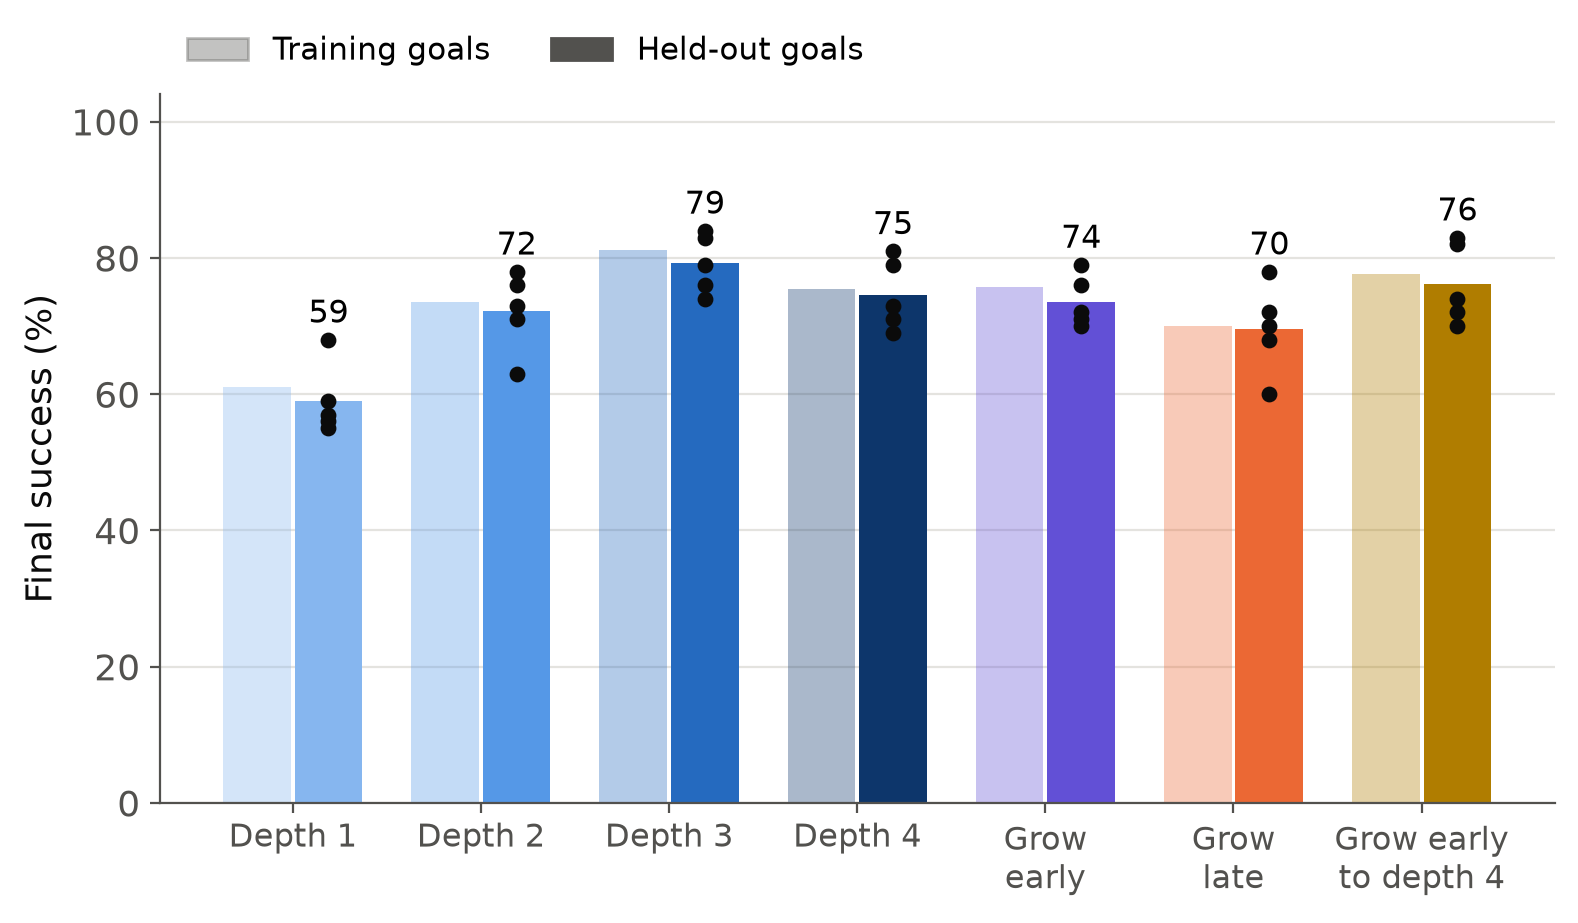 Training goals
Held-out goals
Final success (%)
100
80
60
40
20
0
59
72
79
75
74
70
76
Depth 1
Depth 2
Depth 3
Depth 4
Grow
early
Grow
late
Grow early
to depth 4